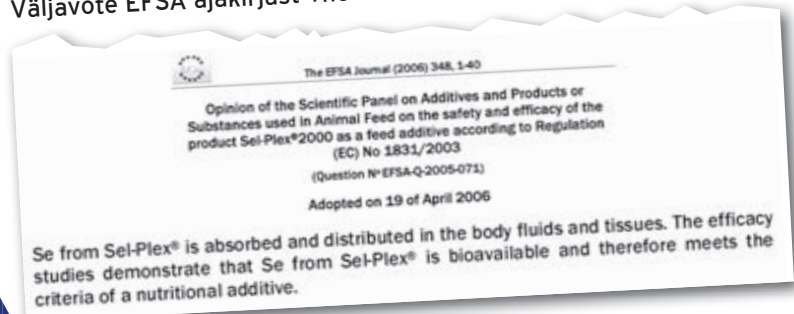 Väljavõte EFSA ajakirjast
The EFSA Journal (2006) 348, 1-40
Opinion of the Scientific Panel on Additives and Products or
Substances used in Animal Feed on the safety and efficacy of the
product Sel-Plex®2000 as a feed additive according to Regulation
(EC) No 1831/2003
(Question Nº EFSA-Q-2005-071)
Adopted on 19 of April 2006
Se from Sel-Plex® is absorbed and distributed in the body fluids and tissues. The efficacy
studies demonstrate that Se from Sel-Plex® is bioavailable and therefore meets the
criteria of a nutritional additive.